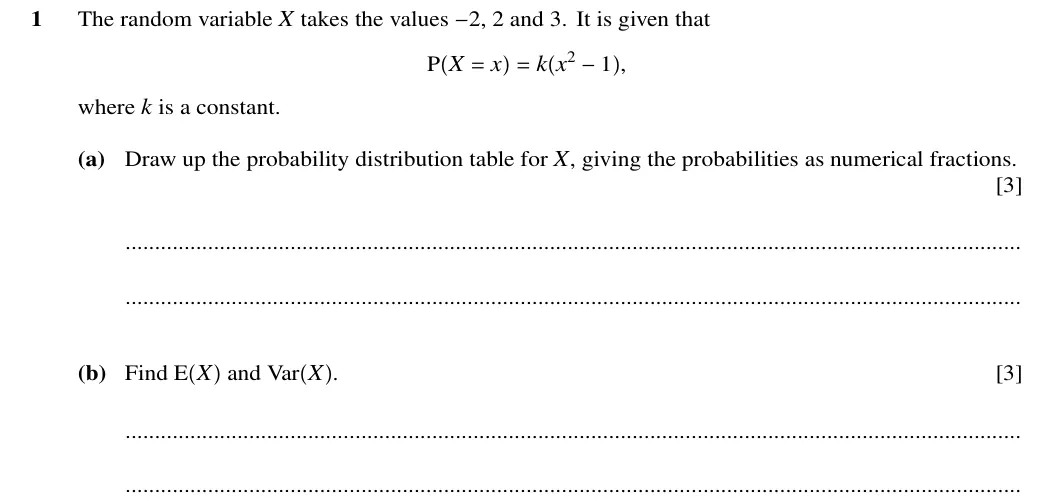 1 The random variable X takes the values −2, 2 and 3. It is given that
P(X = x) = k(x² − 1),
where k is a constant.
(a) Draw up the probability distribution table for X, giving the probabilities as numerical fractions.
[3]
................................................................................
................................................................................
(b) Find E(X) and Var(X). [3]
................................................................................
................................................................................